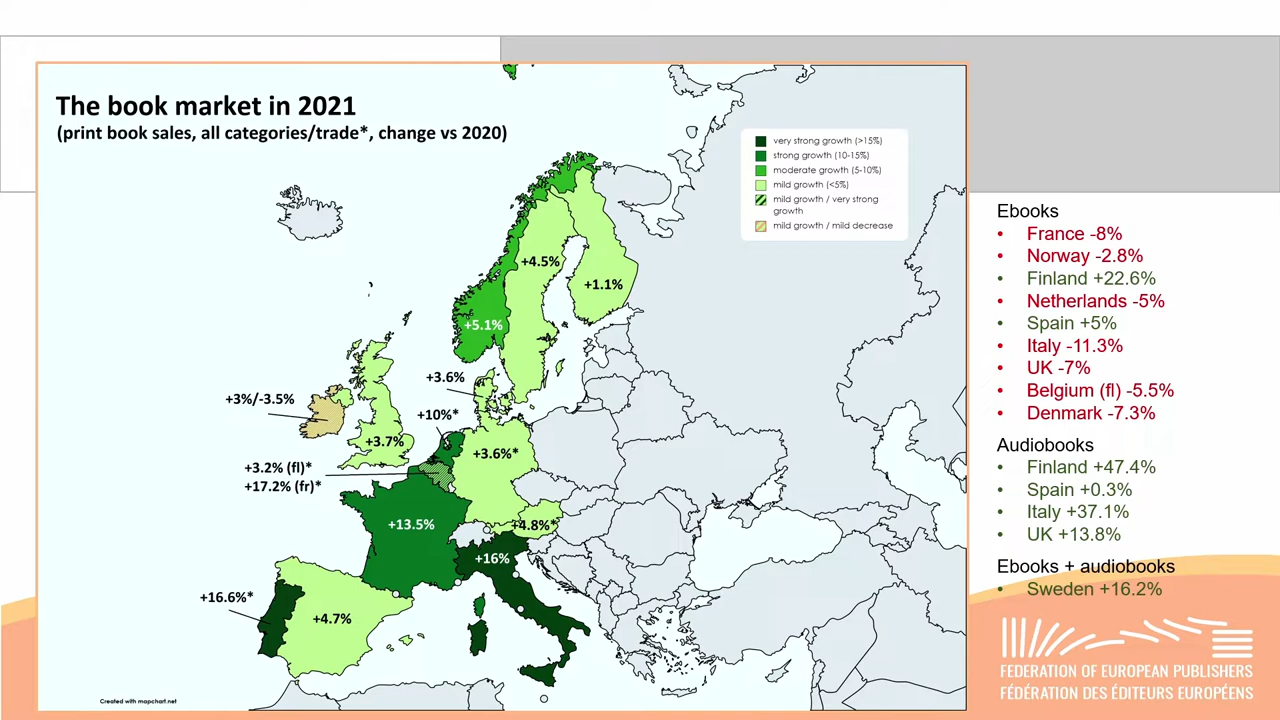 The book market in 2021
(print book sales, all categories/trade*, change vs 2020)
very strong growth (>15%)
strong growth (10-15%)
moderate growth (5-10%)
mild growth (<5%)
mild growth / very strong
growth
mild growth / mild decrease
+4.5%
+1.1%
+5.1%
+3.6%
+3%/-3.5%
+10%*
+3.7%
+3.6%*
+3.2% (fl)*
+17.2% (fr)*
+13.5%
+4.8%*
+16%
+16.6%*
+4.7%
Created with mapchart.net
Ebooks
• France -8%
• Norway -2.8%
• Finland +22.6%
• Netherlands -5%
• Spain +5%
• Italy -11.3%
• UK -7%
• Belgium (fl) -5.5%
• Denmark -7.3%
Audiobooks
• Finland +47.4%
• Spain +0.3%
• Italy +37.1%
• UK +13.8%
Ebooks + audiobooks
• Sweden +16.2%
FEDERATION OF EUROPEAN PUBLISHERS
FÉDÉRATION DES ÉDITEURS EUROPÉENS